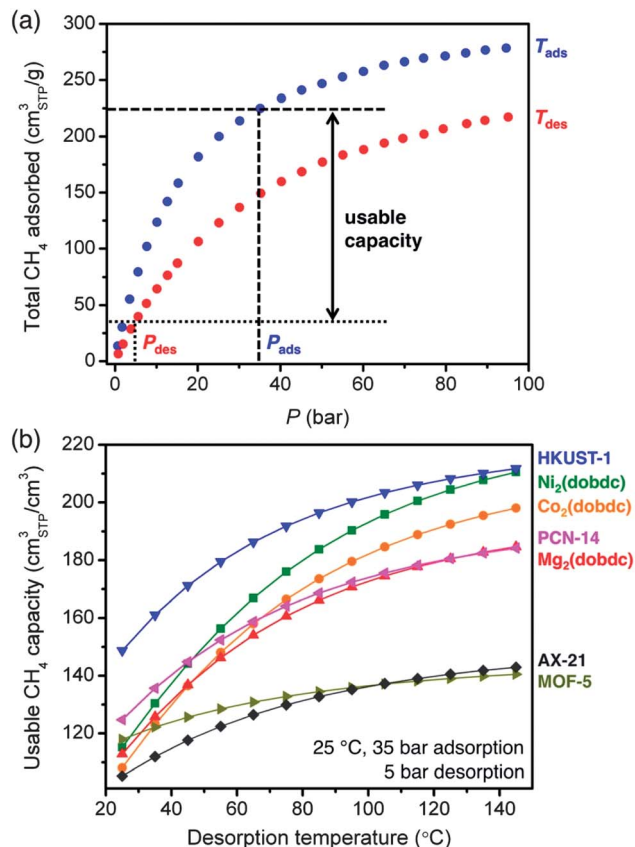 (a)
300
250
200
150
100
50
0
Total CH₄ adsorbed (cm³STP/g)
Tads
Tdes
usable
capacity
Pdes
Pads
0 20 40 60 80 100
P (bar)
(b)
220
200
180
160
140
120
Usable CH₄ capacity (cm³STP/cm³)
HKUST-1
Ni₂(dobdc)
Co₂(dobdc)
PCN-14
Mg₂(dobdc)
AX-21
MOF-5
25 °C, 35 bar adsorption
5 bar desorption
20 40 60 80 100 120 140
Desorption temperature (°C)